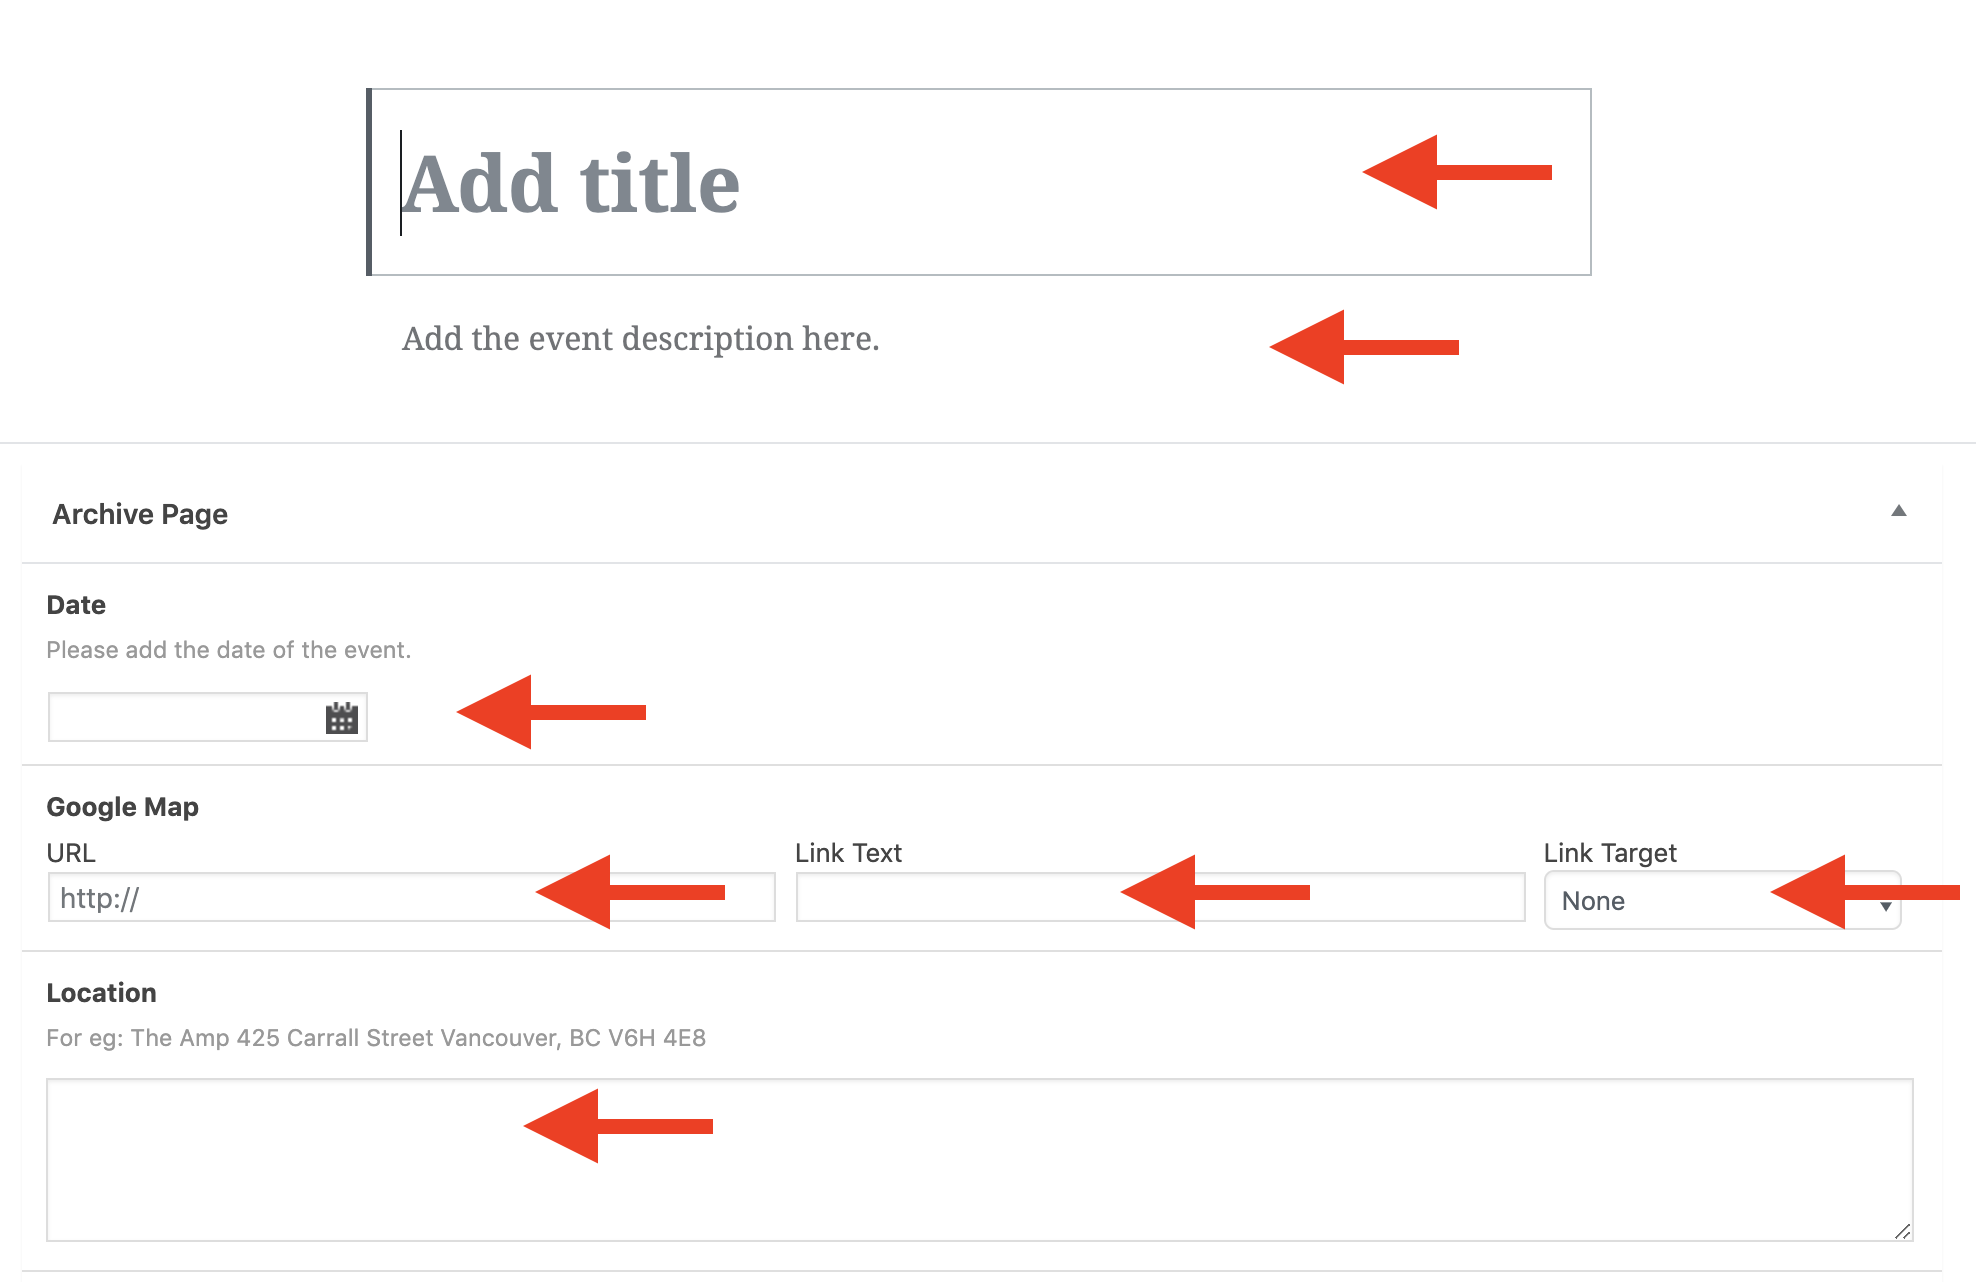 Add title
Add the event description here.
Archive Page
Date
Please add the date of the event.
Google Map
URL Link Text Link Target
http:// None
Location
For eg: The Amp 425 Carrall Street Vancouver, BC V6H 4E8